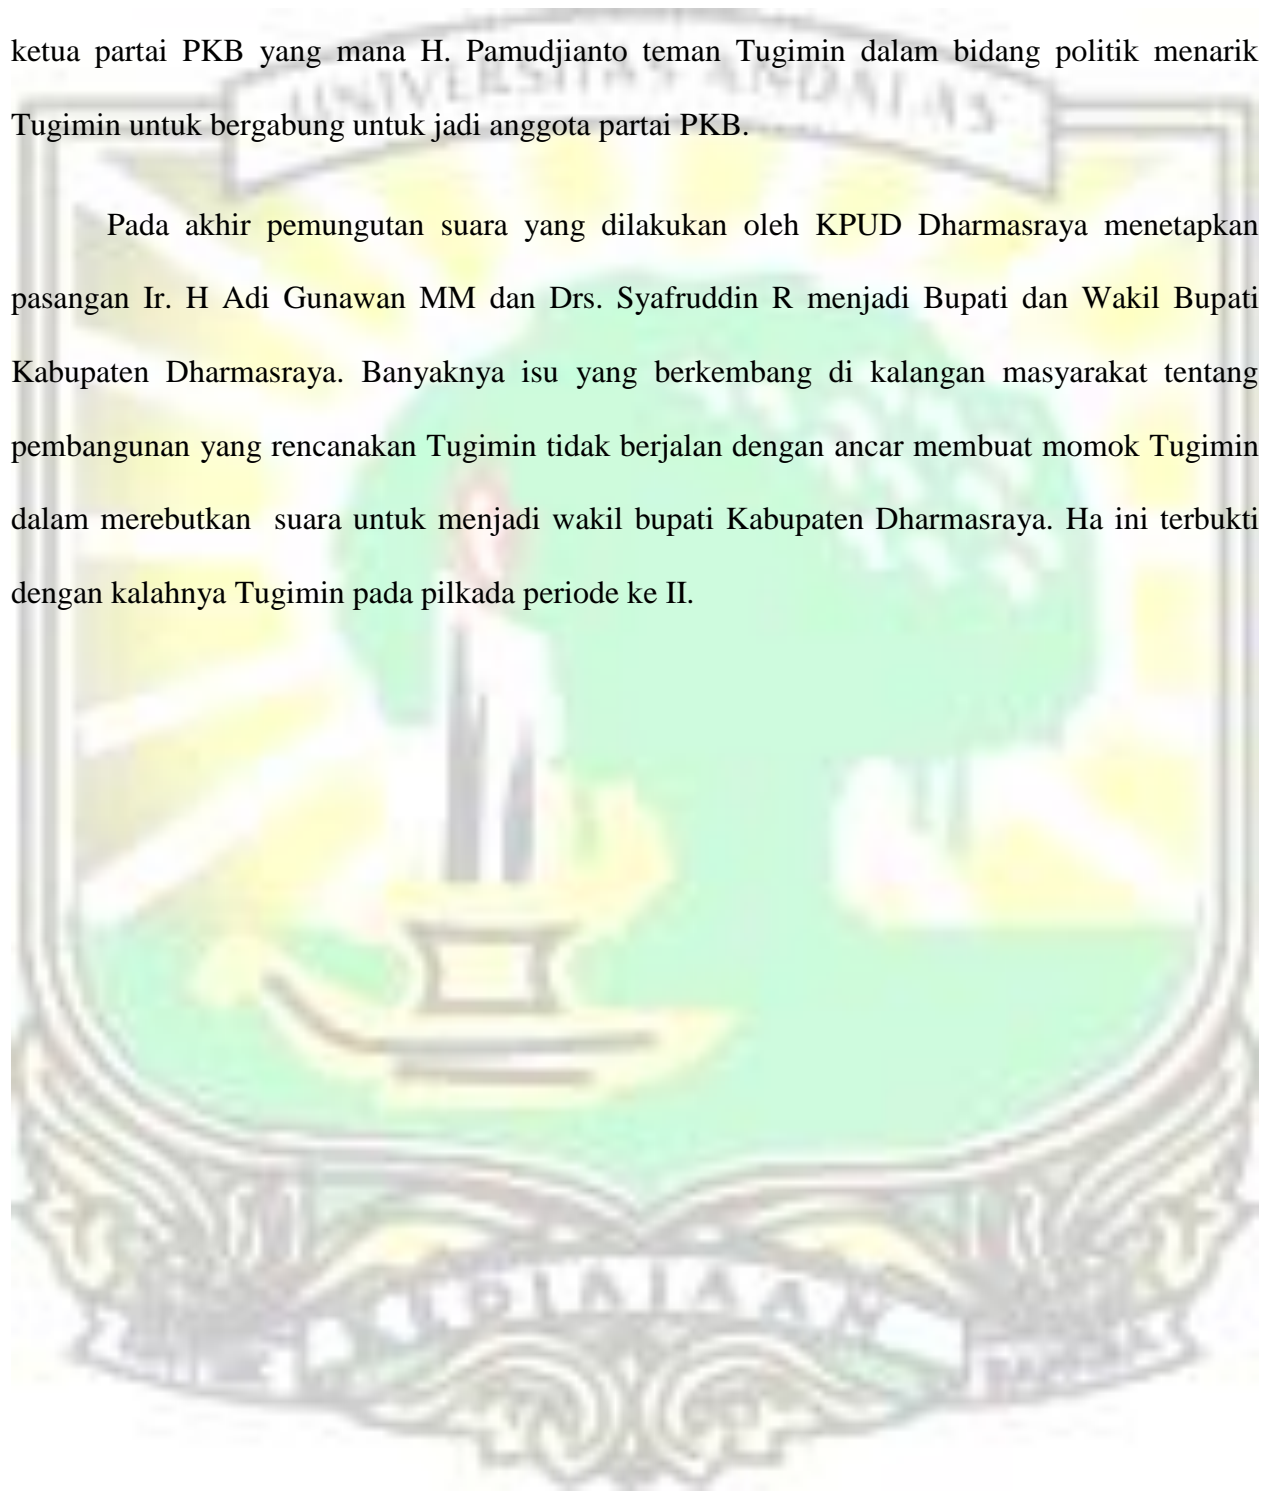 ketua partai PKB yang mana H. Pamudjianto teman Tugimin dalam bidang politik menarik
UNIVERSITAS ANDALAS
Tugimin untuk bergabung untuk jadi anggota partai PKB.
Pada akhir pemungutan suara yang dilakukan oleh KPUD Dharmasraya menetapkan
pasangan Ir. H Adi Gunawan MM dan Drs. Syafruddin R menjadi Bupati dan Wakil Bupati
Kabupaten Dharmasraya. Banyaknya isu yang berkembang di kalangan masyarakat tentang
pembangunan yang rencanakan Tugimin tidak berjalan dengan ancar membuat momok Tugimin
dalam merebutkan suara untuk menjadi wakil bupati Kabupaten Dharmasraya. Ha ini terbukti
dengan kalahnya Tugimin pada pilkada periode ke II.
KEDJAJAAN